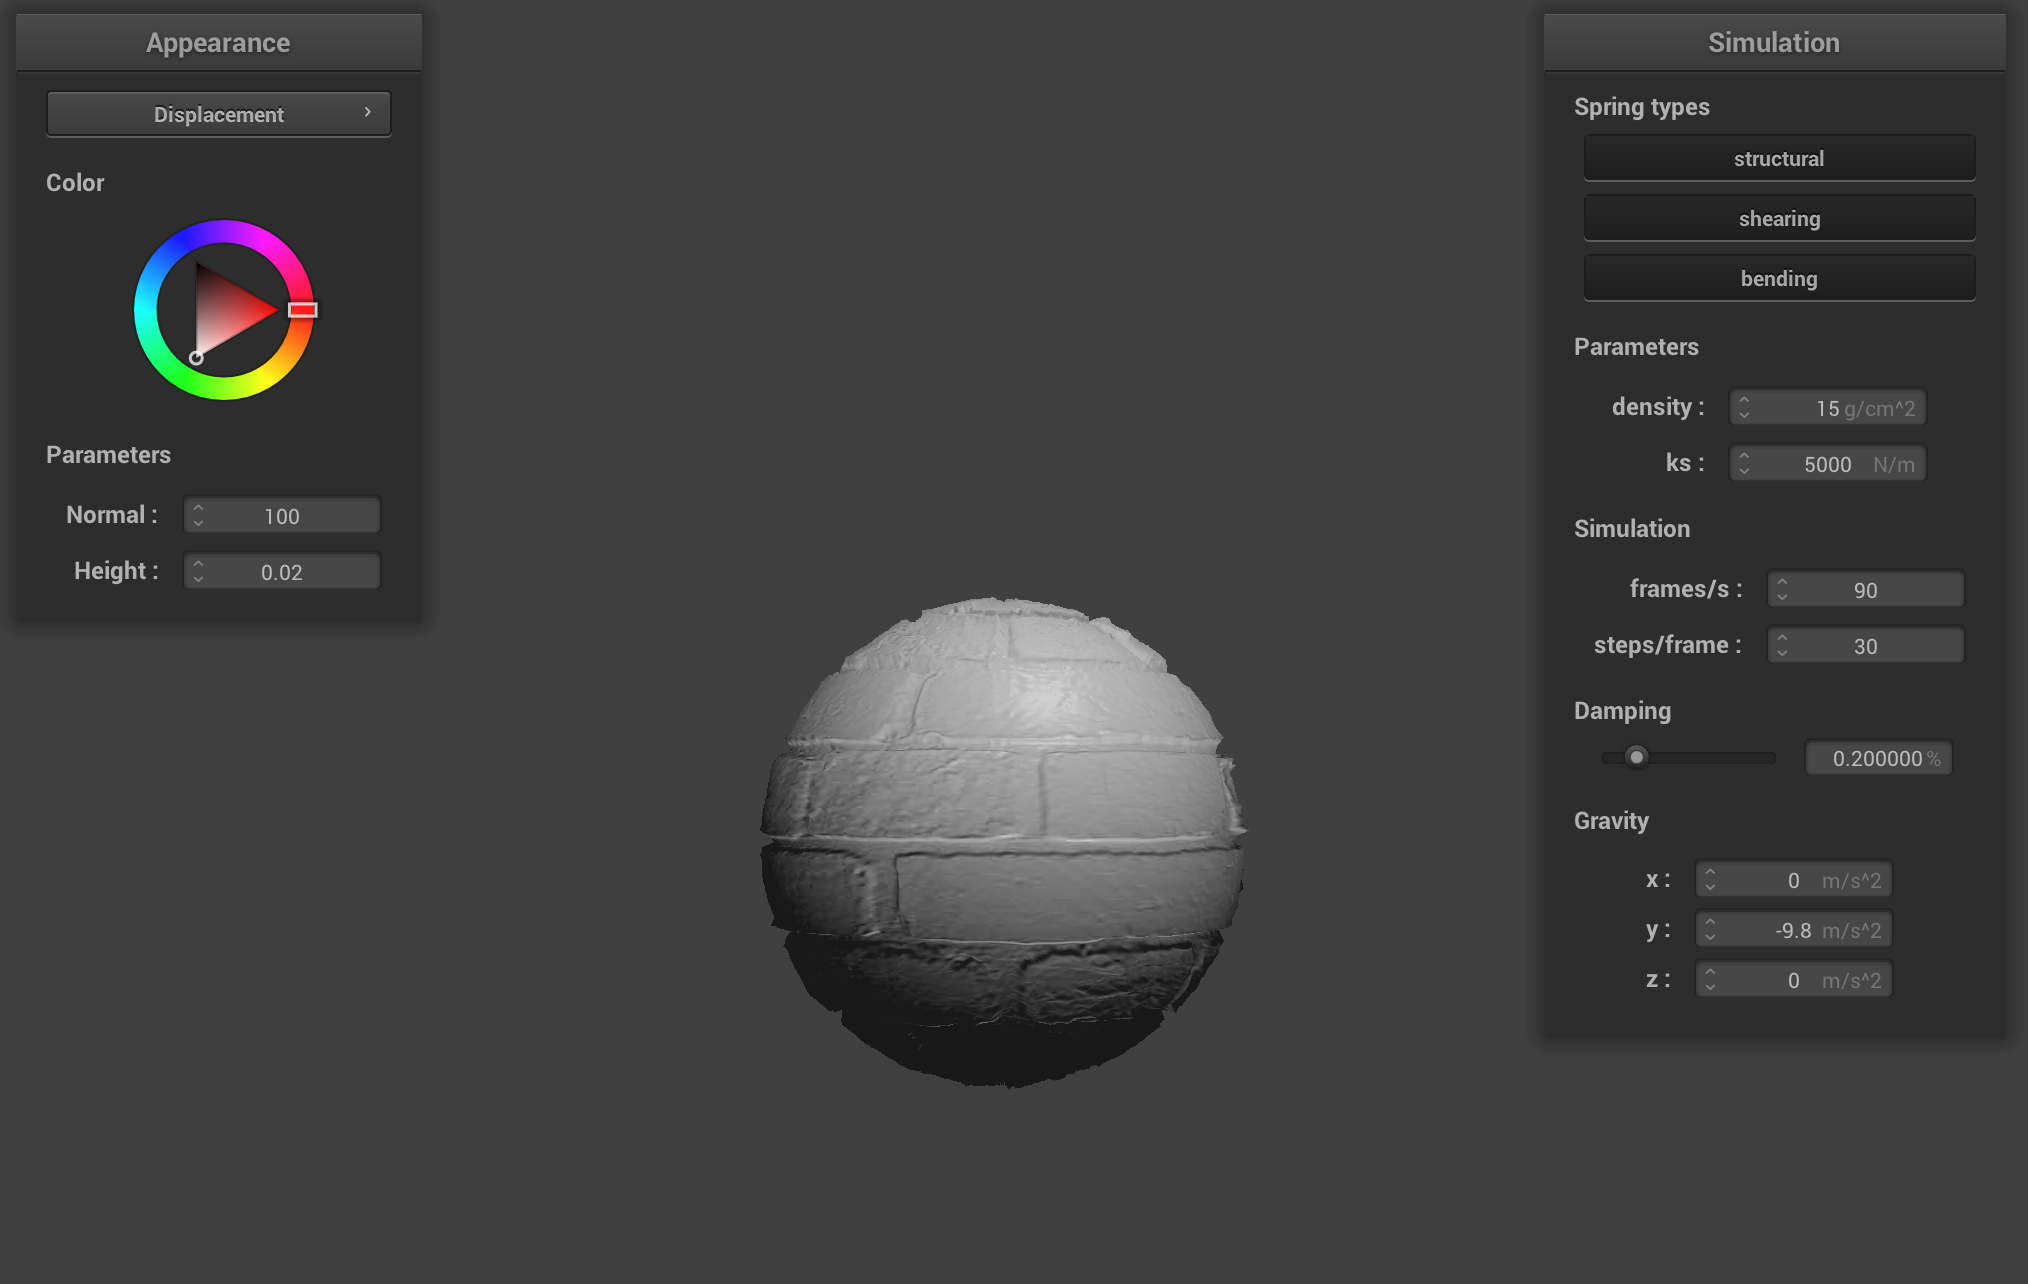 Appearance
Displacement
Color
Parameters
Normal : 100
Height : 0.02
Simulation
Spring types
structural
shearing
bending
Parameters
density : 15 g/cm^2
ks : 5000 N/m
Simulation
frames/s : 90
steps/frame : 30
Damping
0.200000 %
Gravity
x : 0 m/s^2
y : -9.8 m/s^2
z : 0 m/s^2